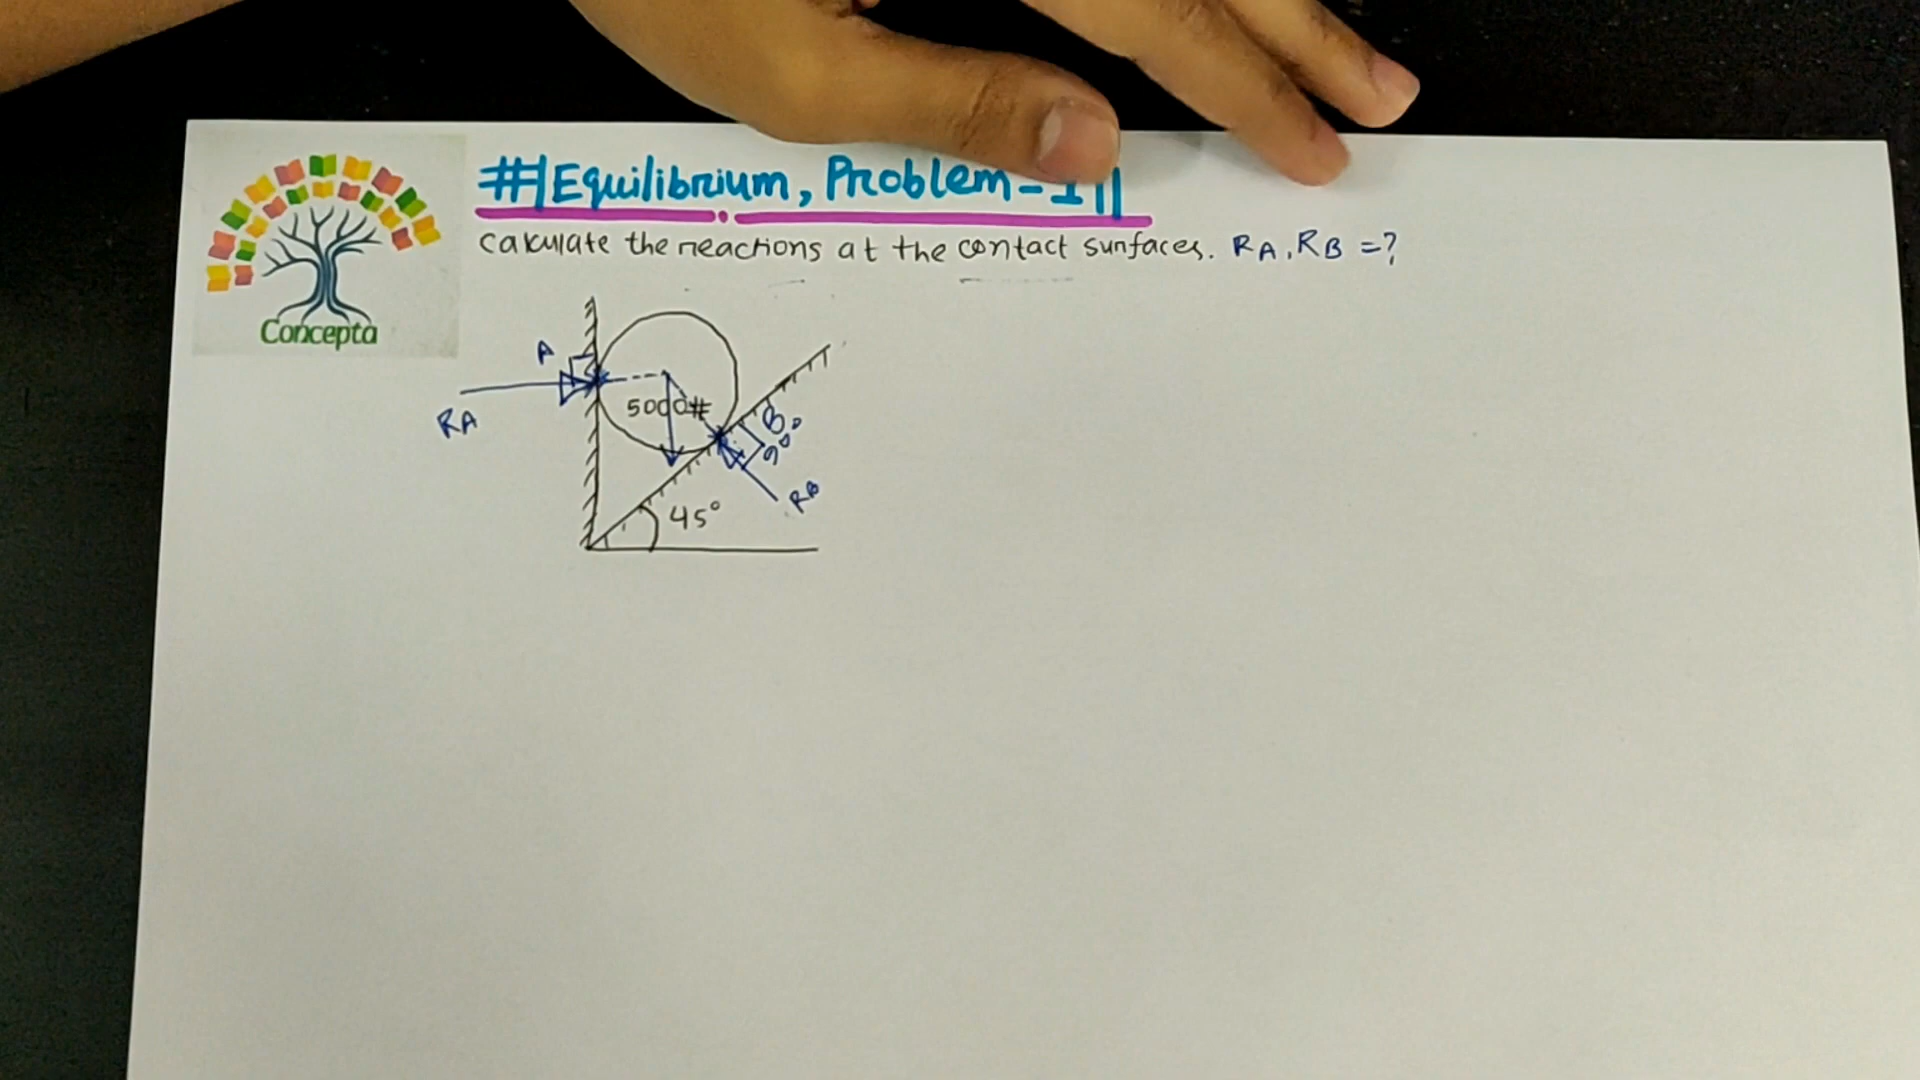 #|Equilibrium, Problem-1||
Calculate the reactions at the contact surfaces. RA, RB =?
Concepta
A
RA
5000#
B
90°
RB
45°